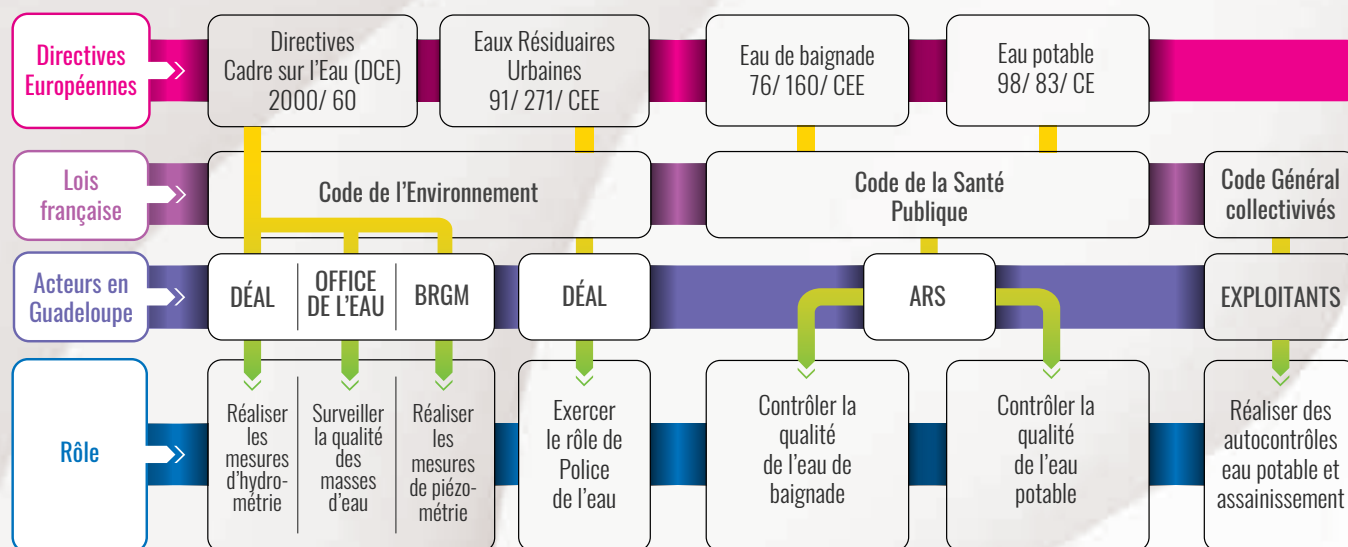 Directives
Européennes
Directives
Cadre sur l'Eau (DCE)
2000/ 60
Eaux Résiduaires
Urbaines
91/ 271/ CEE
Eau de baignade
76/ 160/ CEE
Eau potable
98/ 83/ CE
Lois
française
Code de l'Environnement
Code de la Santé
Publique
Code Général
collectivivés
Acteurs en
Guadeloupe
DÉAL
OFFICE
DE L'EAU
BRGM
DÉAL
ARS
EXPLOITANTS
Rôle
Réaliser
les
mesures
d'hydro-
métrie
Surveiller
la qualité
des
masses
d'eau
Réaliser
les
mesures
de piézo-
métrie
Exercer
le rôle de
Police
de l'eau
Contrôler la
qualité
de l'eau de
baignade
Contrôler la
qualité
de l'eau
potable
Réaliser des
autocontrôles
eau potable et
assainissement